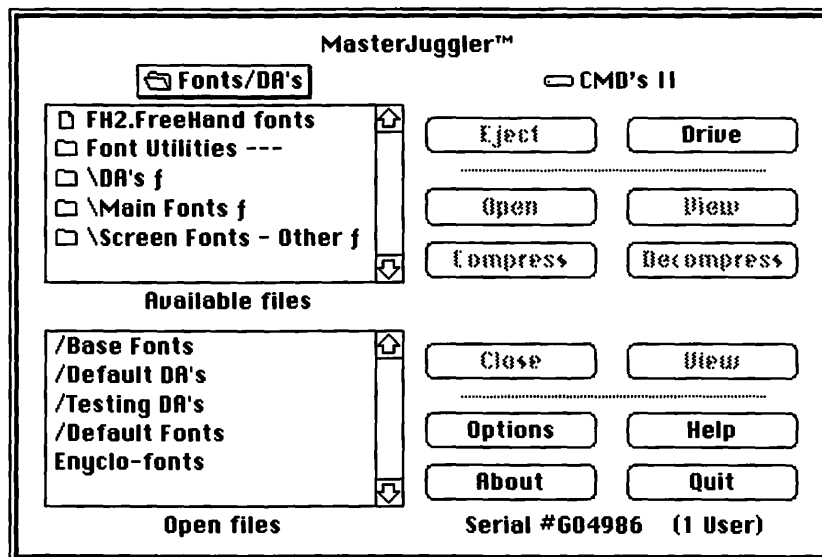 MasterJuggler™
Fonts/DA's
CMD's II
FH2.FreeHand fonts
Font Utilities ---
\DA's ƒ
\Main Fonts ƒ
\Screen Fonts - Other ƒ
Available files
Eject
Drive
Open
View
Compress
Decompress
/Base Fonts
/Default DA's
/Testing DA's
/Default Fonts
Enyclo-fonts
Open files
Close
View
Options
Help
About
Quit
Serial #G04986 (1 User)